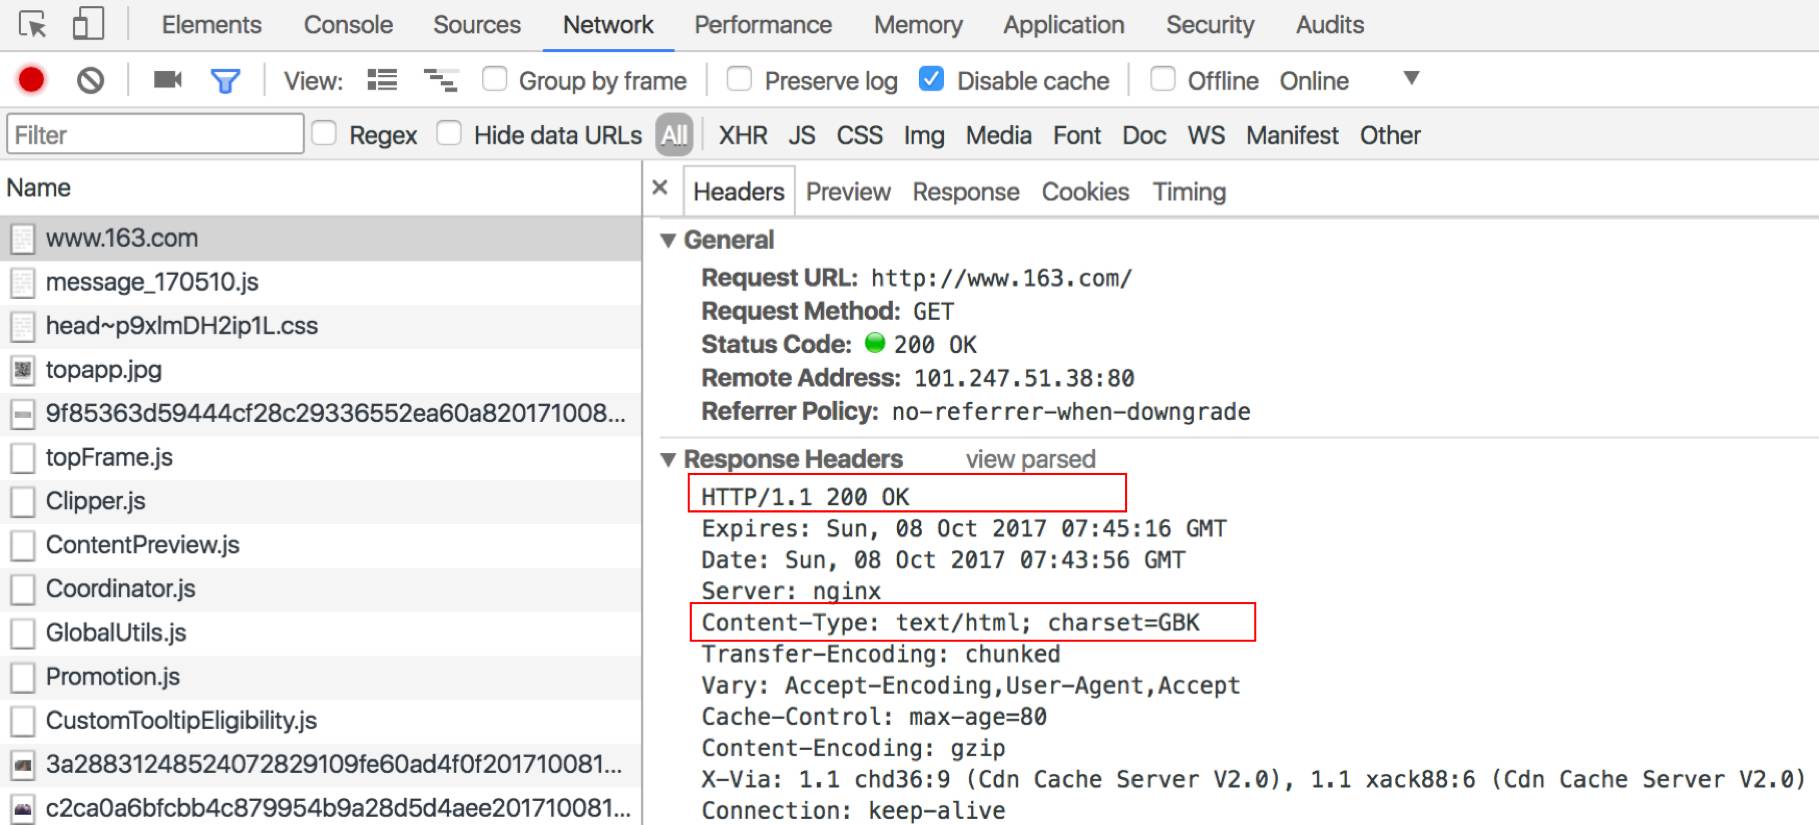 Elements Console Sources Network Performance Memory Application Security Audits
View: Group by frame Preserve log Disable cache Offline Online
Filter Regex Hide data URLs All XHR JS CSS Img Media Font Doc WS Manifest Other
Name
www.163.com
message_170510.js
head~p9xlmDH2ip1L.css
topapp.jpg
9f85363d59444cf28c29336552ea60a820171008...
topFrame.js
Clipper.js
ContentPreview.js
Coordinator.js
GlobalUtils.js
Promotion.js
CustomTooltipEligibility.js
3a28831248524072829109fe60ad4f0f201710081...
c2ca0a6bfcbb4c879954b9a28d5d4aee201710081...
× Headers Preview Response Cookies Timing
General
Request URL: http://www.163.com/
Request Method: GET
Status Code: 200 OK
Remote Address: 101.247.51.38:80
Referrer Policy: no-referrer-when-downgrade
Response Headers view parsed
HTTP/1.1 200 OK
Expires: Sun, 08 Oct 2017 07:45:16 GMT
Date: Sun, 08 Oct 2017 07:43:56 GMT
Server: nginx
Content-Type: text/html; charset=GBK
Transfer-Encoding: chunked
Vary: Accept-Encoding,User-Agent,Accept
Cache-Control: max-age=80
Content-Encoding: gzip
X-Via: 1.1 chd36:9 (Cdn Cache Server V2.0), 1.1 xack88:6 (Cdn Cache Server V2.0)
Connection: keep-alive